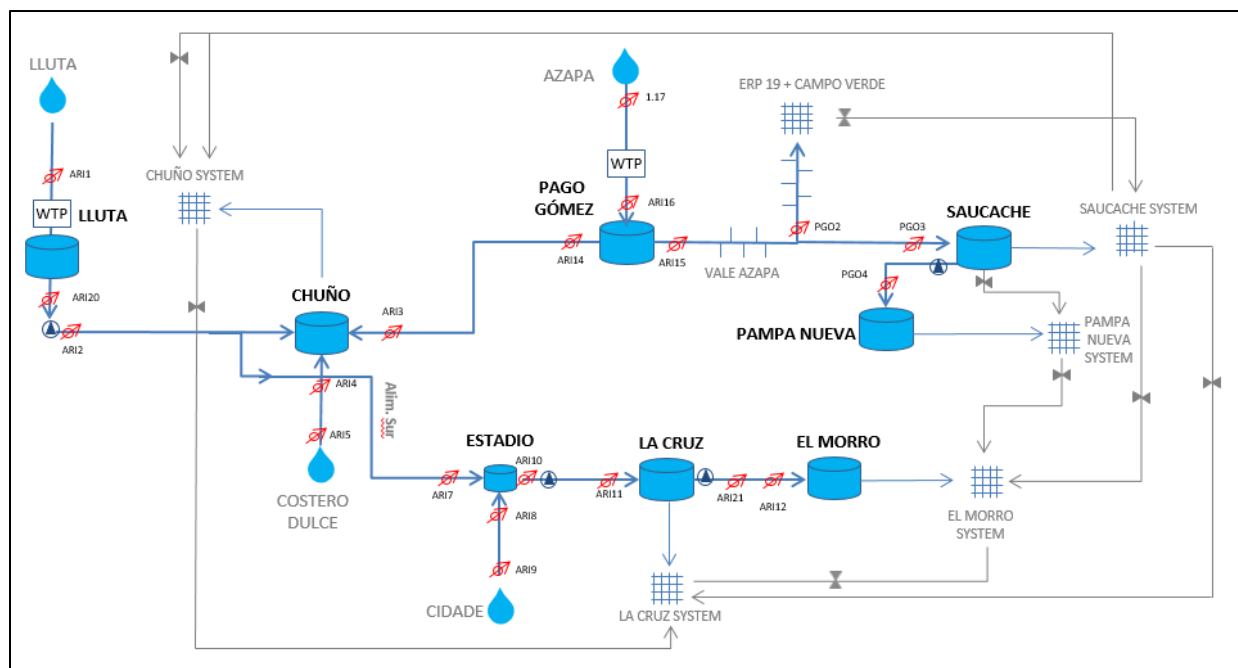 LLUTA
AZAPA
ERP 19 + CAMPO VERDE
1.17
ARI1
CHUÑO SYSTEM
WTP
WTP
LLUTA
PAGO
GÓMEZ
ARI16
SAUCACHE
SAUCACHE SYSTEM
PGO2
PGO3
ARI14
ARI15
VALE AZAPA
PGO4
ARI20
CHUÑO
ARI3
ARI2
PAMPA NUEVA
PAMPA
NUEVA
SYSTEM
ARI4
Alim. Sur
ARI5
COSTERO
DULCE
ESTADIO
LA CRUZ
EL MORRO
ARI10
ARI7
ARI11
ARI21
ARI12
ARI8
EL MORRO
SYSTEM
ARI9
CIDADE
LA CRUZ SYSTEM